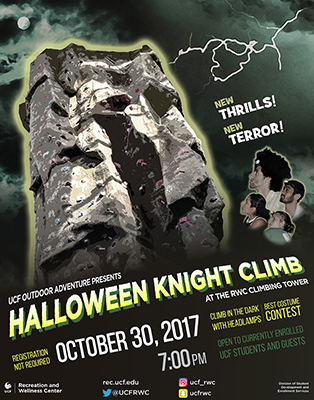 NEW
THRILLS!
NEW
TERROR!
UCF OUTDOOR ADVENTURE PRESENTS
HALLOWEEN KNIGHT CLIMB
AT THE RWC CLIMBING TOWER
REGISTRATION
NOT REQUIRED
OCTOBER 30, 2017
7:00 PM
CLIMB IN THE DARK
WITH HEADLAMPS
BEST COSTUME
CONTEST
OPEN TO CURRENTLY ENROLLED
UCF STUDENTS AND GUESTS
UCF
Recreation and
Wellness Center
rec.ucf.edu
@UCFRWC
ucf_rwc
ucfrwc
Division of Student
Development and
Enrollment Services